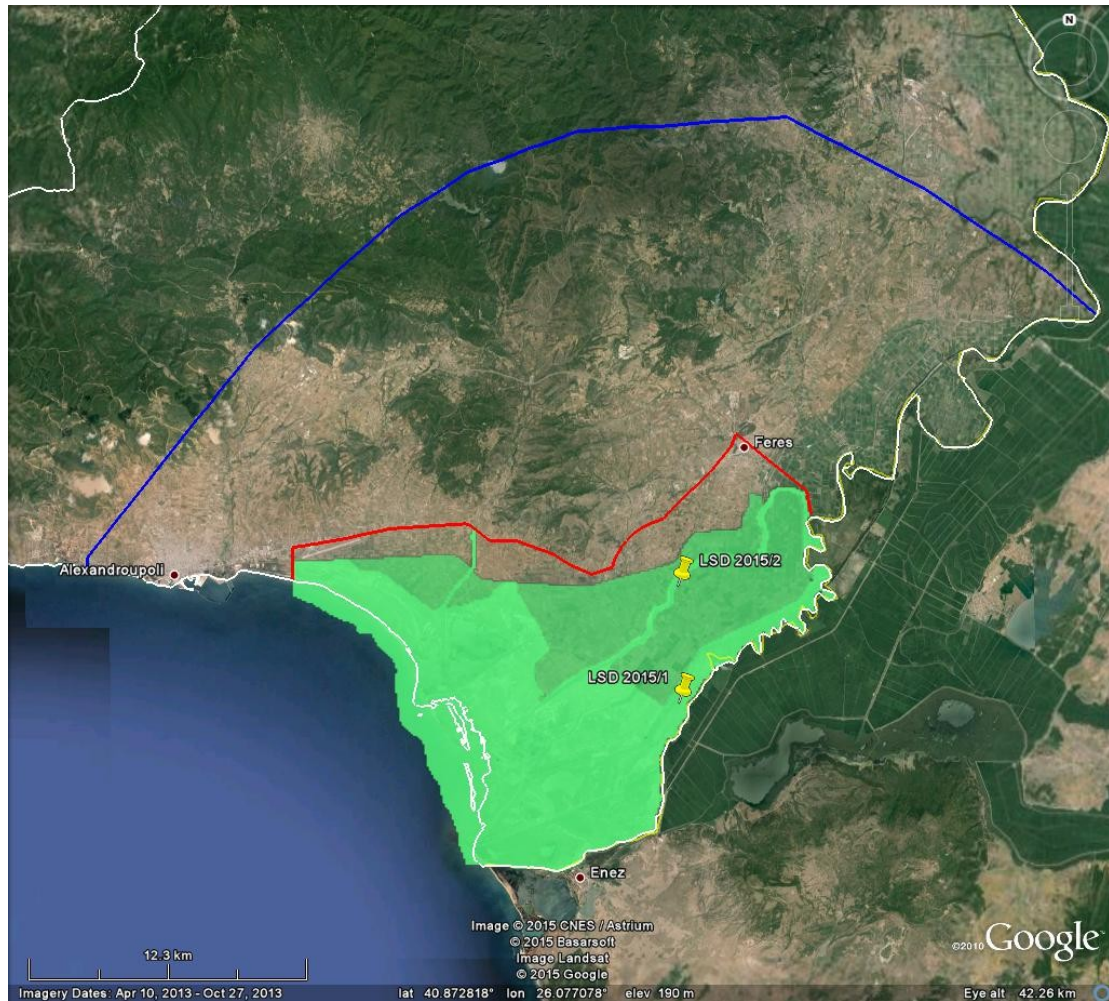 N
Feres
Alexandroupoli
LSD 2015/2
LSD 2015/1
Enez
Image © 2015 CNES / Astrium
© 2015 Basarsoft
Image Landsat
© 2015 Google
12.3 km
©2010 Google
Imagery Dates: Apr 10, 2013 - Oct 27, 2013 lat 40.872818° lon 26.077078° elev 190 m Eye alt 42.26 km